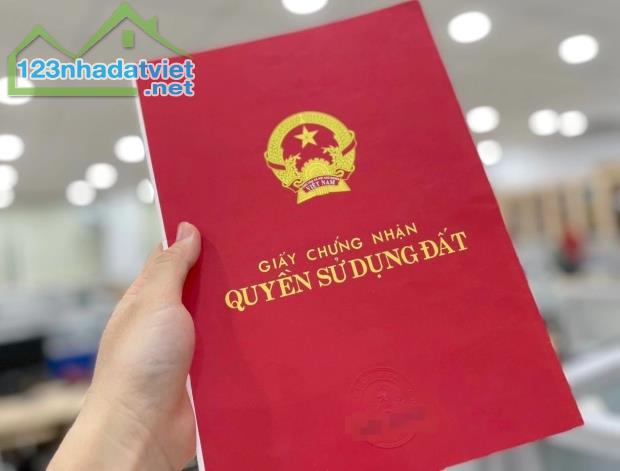 123nhadatviet
.net
VIỆT NAM
GIẤY CHỨNG NHẬN
QUYỀN SỬ DỤNG ĐẤT